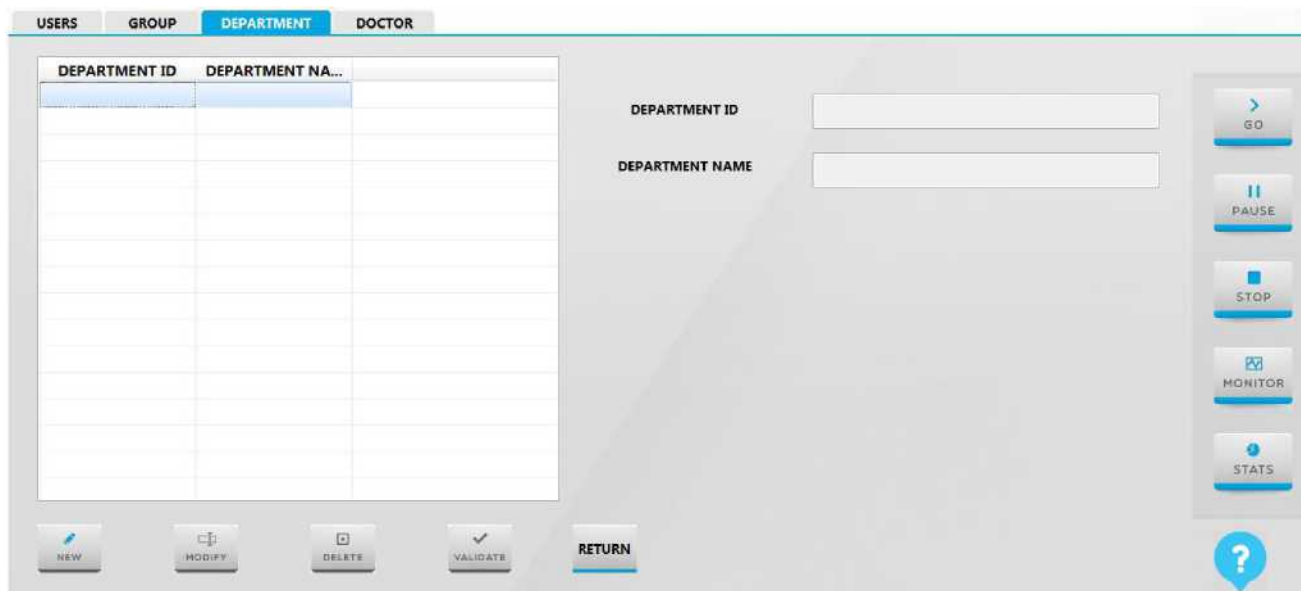 USERS GROUP DEPARTMENT DOCTOR
DEPARTMENT ID DEPARTMENT NA...
DEPARTMENT ID
DEPARTMENT NAME
GO
PAUSE
STOP
MONITOR
STATS
NEW MODIFY DELETE VALIDATE RETURN
?